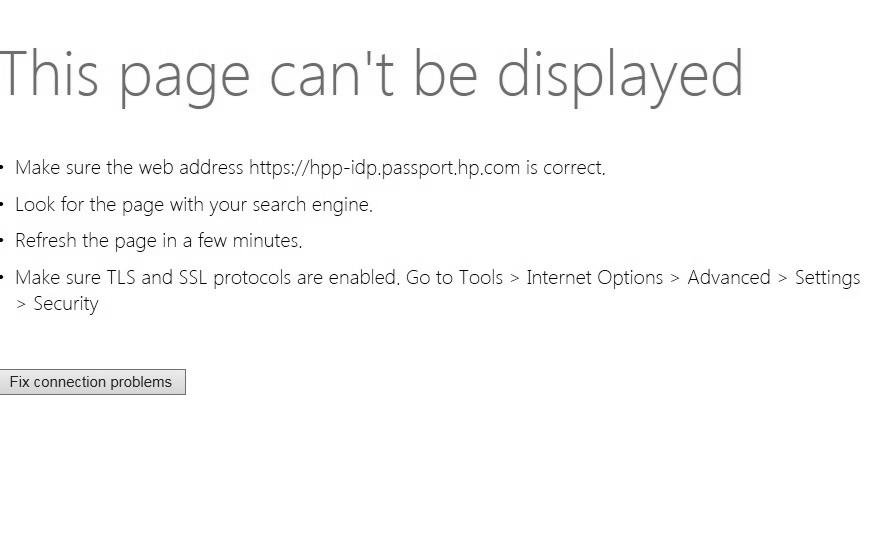 This page can't be displayed
• Make sure the web address https://hpp-idp.passport.hp.com is correct.
• Look for the page with your search engine.
• Refresh the page in a few minutes.
• Make sure TLS and SSL protocols are enabled. Go to Tools > Internet Options > Advanced > Settings
> Security
Fix connection problems